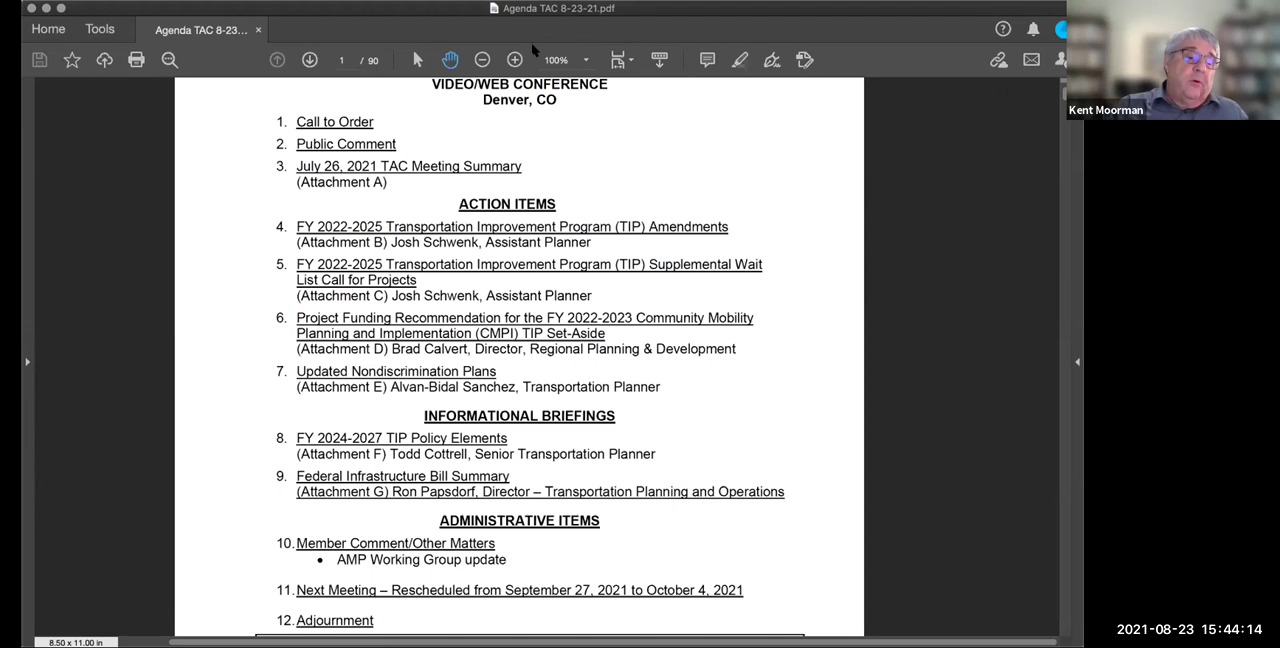 Agenda TAC 8-23-21.pdf
Home Tools Agenda TAC 8-23... ×
1 / 90 100%
Kent Moorman
VIDEO/WEB CONFERENCE
Denver, CO
1. Call to Order
2. Public Comment
3. July 26, 2021 TAC Meeting Summary
(Attachment A)
ACTION ITEMS
4. FY 2022-2025 Transportation Improvement Program (TIP) Amendments
(Attachment B) Josh Schwenk, Assistant Planner
5. FY 2022-2025 Transportation Improvement Program (TIP) Supplemental Wait
List Call for Projects
(Attachment C) Josh Schwenk, Assistant Planner
6. Project Funding Recommendation for the FY 2022-2023 Community Mobility
Planning and Implementation (CMPI) TIP Set-Aside
(Attachment D) Brad Calvert, Director, Regional Planning & Development
7. Updated Nondiscrimination Plans
(Attachment E) Alvan-Bidal Sanchez, Transportation Planner
INFORMATIONAL BRIEFINGS
8. FY 2024-2027 TIP Policy Elements
(Attachment F) Todd Cottrell, Senior Transportation Planner
9. Federal Infrastructure Bill Summary
(Attachment G) Ron Papsdorf, Director – Transportation Planning and Operations
ADMINISTRATIVE ITEMS
10. Member Comment/Other Matters
• AMP Working Group update
11. Next Meeting – Rescheduled from September 27, 2021 to October 4, 2021
12. Adjournment
8.50 x 11.00 in
2021-08-23 15:44:14